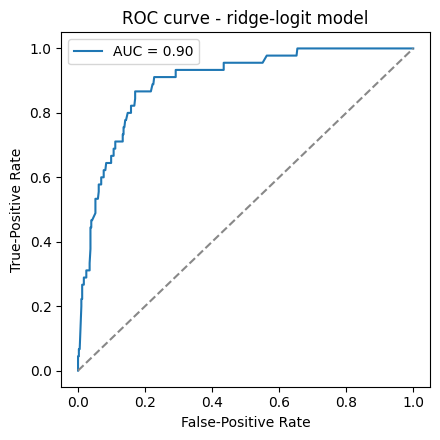 ROC curve - ridge-logit model
AUC = 0.90
True-Positive Rate
1.0
0.8
0.6
0.4
0.2
0.0
0.0 0.2 0.4 0.6 0.8 1.0
False-Positive Rate